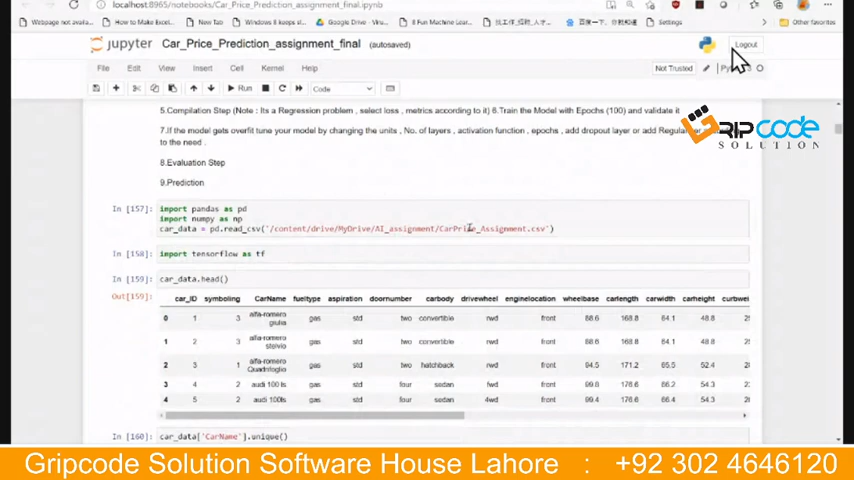 localhost:8965/notebooks/Car_Price_Prediction_assignment_final.ipynb
Webpage not availa...
How to Make Excel...
New Tab
Windows 8 keeps sl...
Google Drive - Viru...
8 Fun Machine Lear...
Settings
Other favorites
jupyter Car_Price_Prediction_assignment_final (autosaved)
Logout
File Edit View Insert Cell Kernel Help
Not Trusted
Run
Code
5.Compilation Step (Note : Its a Regression problem , select loss , metrics according to it) 6.Train the Model with Epochs (100) and validate it
7.If the model gets overfit tune your model by changing the units , No. of layers , activation function , epochs , add dropout layer or add
to the need .
GRIPCODE
SOLUTION
8.Evaluation Step
9.Prediction
In [157]: import pandas as pd
import numpy as np
car_data = pd.read_csv('/content/drive/MyDrive/AI_assignment/CarPrice_Assignment.csv')
In [158]: import tensorflow as tf
In [159]: car_data.head()
Out[159]: car_ID symboling CarName fueltype aspiration doornumber carbody drivewheel enginelocation wheelbase carlength carwidth carheight curbwei
0 1 3 alfa-romero giulia gas std two convertible rwd front 88.6 168.8 64.1 48.8
1 2 3 alfa-romero stelvio gas std two convertible rwd front 88.6 168.8 64.1 48.8
2 3 1 alfa-romero Quadrifoglio gas std two hatchback rwd front 94.5 171.2 65.5 52.4
3 4 2 audi 100 ls gas std four sedan fwd front 99.8 176.6 66.2 54.3
4 5 2 audi 100ls gas std four sedan 4wd front 99.4 176.6 66.4 54.3
In [160]: car_data['CarName'].unique()
Gripcode Solution Software House Lahore : +92 302 4646120